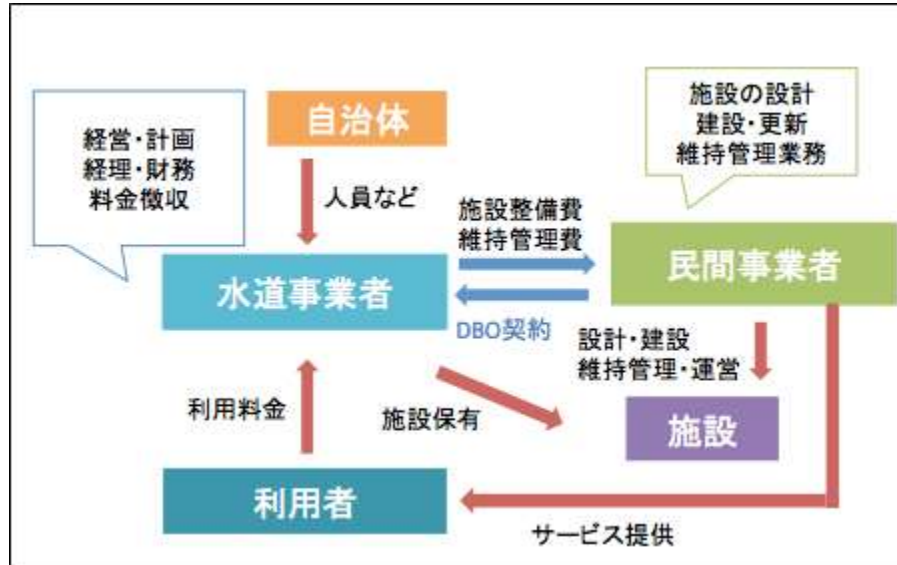 自治体
経営・計画
経理・財務
料金徴収
施設の設計
建設・更新
維持管理業務
人員など
施設整備費
維持管理費
水道事業者
民間事業者
DBO契約
設計・建設
維持管理・運営
利用料金
施設保有
施設
利用者
サービス提供